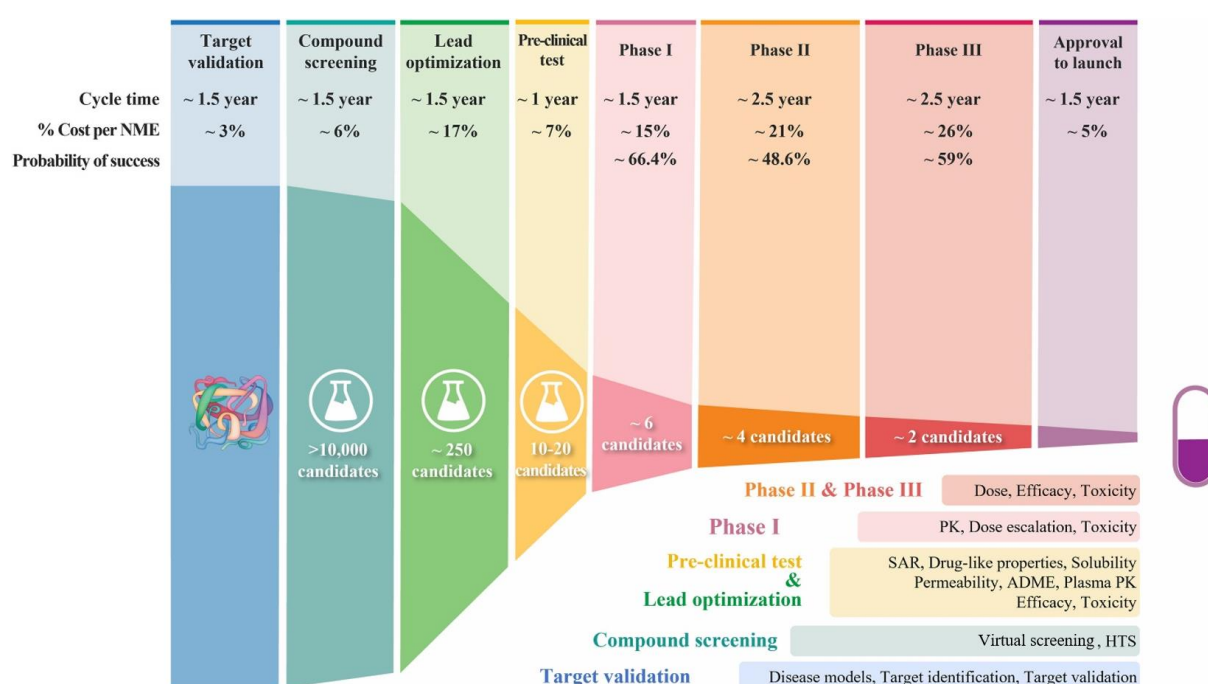 Target
validation
Compound
screening
Lead
optimization
Pre-clinical
test
Phase I
Phase II
Phase III
Approval
to launch
Cycle time
~ 1.5 year
~ 1.5 year
~ 1.5 year
~ 1 year
~ 1.5 year
~ 2.5 year
~ 2.5 year
~ 1.5 year
% Cost per NME
~ 3%
~ 6%
~ 17%
~ 7%
~ 15%
~ 21%
~ 26%
~ 5%
Probability of success
~ 66.4%
~ 48.6%
~ 59%
>10,000
candidates
~ 250
candidates
10-20
candidates
~ 6
candidates
~ 4 candidates
~ 2 candidates
Phase II & Phase III
Dose, Efficacy, Toxicity
Phase I
PK, Dose escalation, Toxicity
Pre-clinical test
&
Lead optimization
SAR, Drug-like properties, Solubility
Permeability, ADME, Plasma PK
Efficacy, Toxicity
Compound screening
Virtual screening , HTS
Target validation
Disease models, Target identification, Target validation